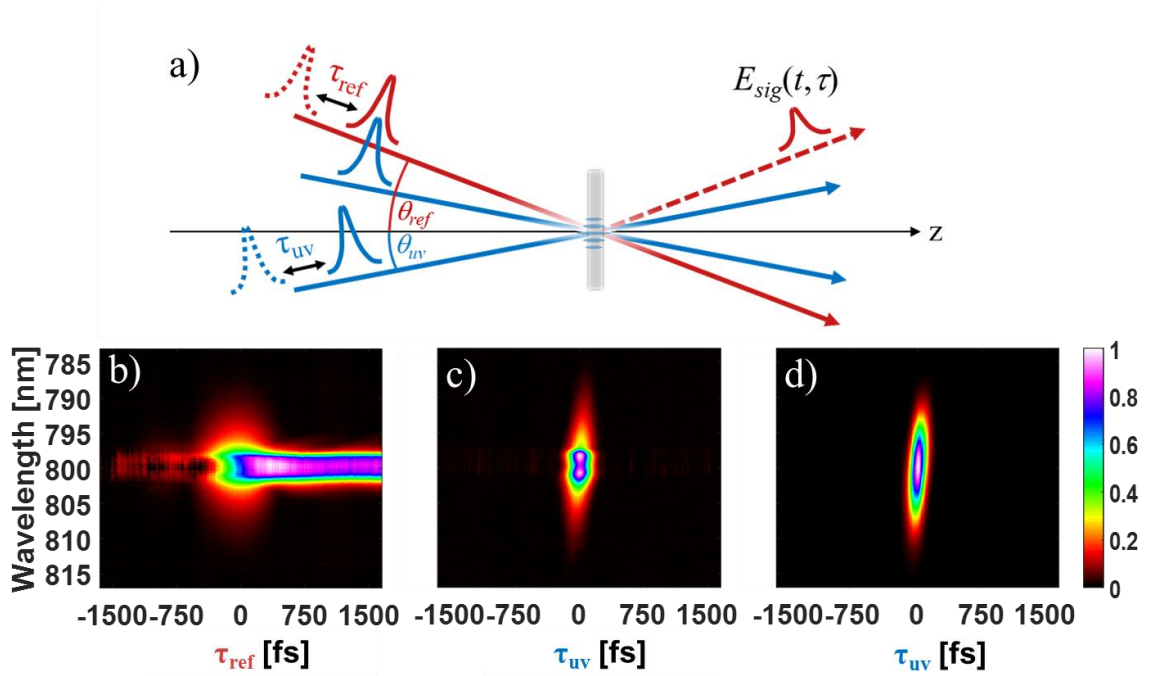 a)
τref
Esig(t,τ)
θref
z
τuv
θuv
Wavelength [nm]
785
790
795
800
805
810
815
b)
c)
d)
1
0.8
0.6
0.4
0.2
0
-1500-750 0 750 1500
-1500-750 0 750 1500
-1500-750 0 750 1500
τref [fs]
τuv [fs]
τuv [fs]